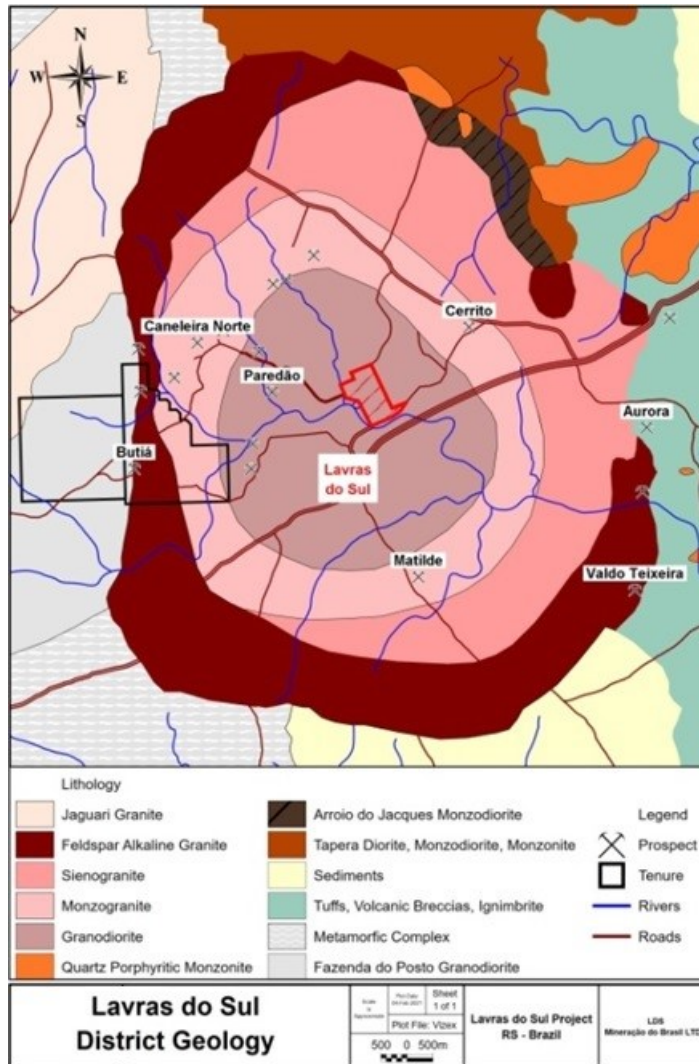 N
W E
S
Caneleira Norte
Cerrito
Paredão
Aurora
Butiá
Lavras
do Sul
Matilde
Valdo Teixeira
Lithology
Jaguari Granite
Feldspar Alkaline Granite
Sienogranite
Monzogranite
Granodiorite
Quartz Porphyritic Monzonite
Arroio do Jacques Monzodiorite
Tapera Diorite, Monzodiorite, Monzonite
Sediments
Tuffs, Volcanic Breccias, Ignimbrite
Metamorfic Complex
Fazenda do Posto Granodiorite
Legend
Prospect
Tenure
Rivers
Roads
Lavras do Sul
District Geology
Sheet
1 of 1
Plot File: Vizex
500 0 500m
Lavras do Sul Project
RS - Brazil
LDS
Mineração do Brasil LTD